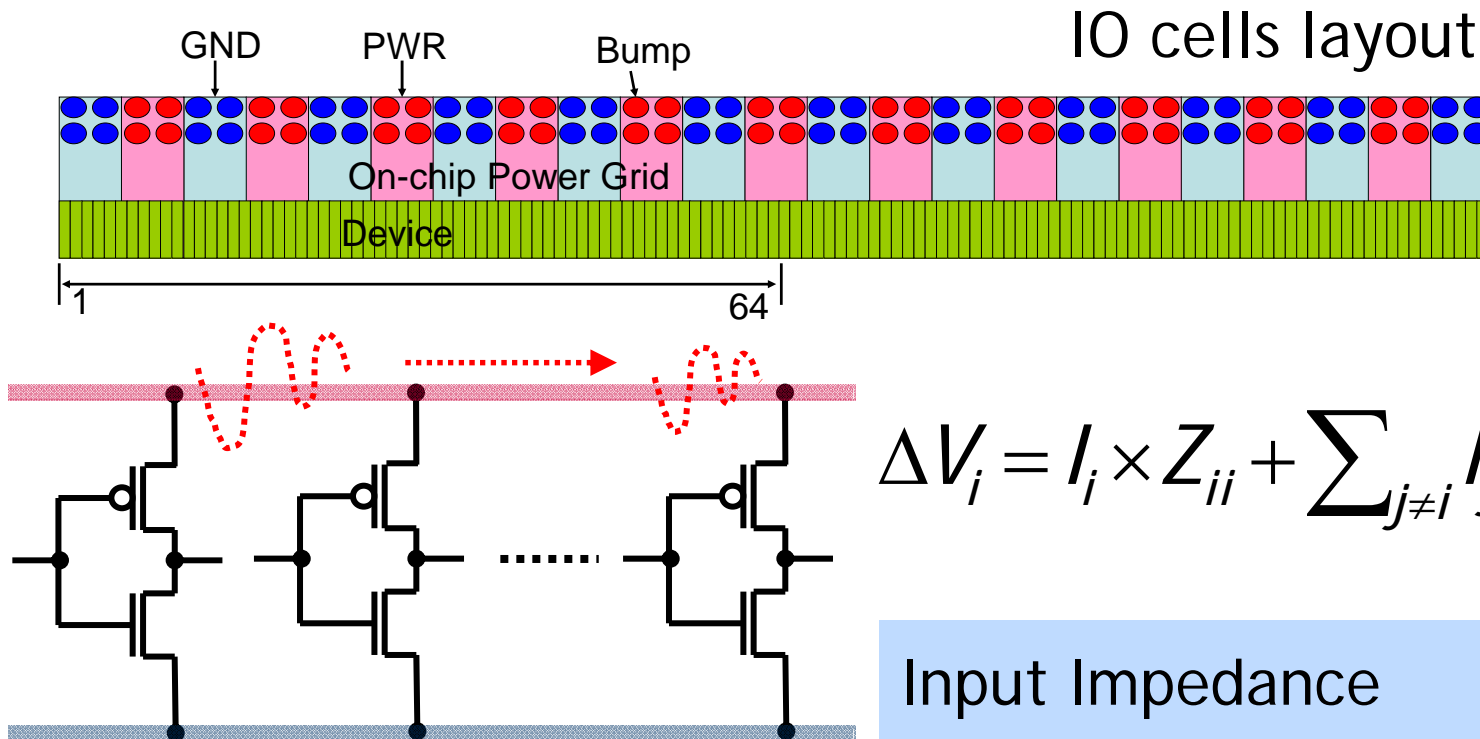 IO cells layout
GND
PWR
Bump
On-chip Power Grid
Device
1
64
ΔV_i = I_i × Z_ii + ∑_{j≠i}
Input Impedance